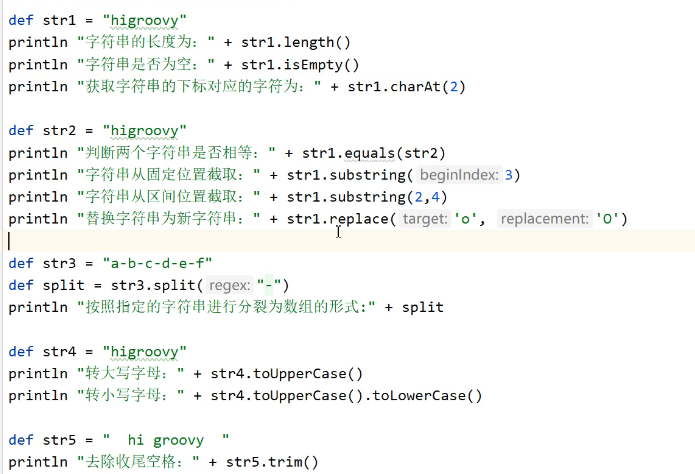 def str1 = "higroovy"
println "字符串的长度为：" + str1.length()
println "字符串是否为空：" + str1.isEmpty()
println "获取字符串的下标对应的字符为：" + str1.charAt(2)
def str2 = "higroovy"
println "判断两个字符串是否相等：" + str1.equals(str2)
println "字符串从固定位置截取：" + str1.substring( beginIndex: 3)
println "字符串从区间位置截取：" + str1.substring(2,4)
println "替换字符串为新字符串：" + str1.replace( target: 'o', replacement: 'O')
def str3 = "a-b-c-d-e-f"
def split = str3.split( regex: "-")
println "按照指定的字符串进行分裂为数组的形式:" + split
def str4 = "higroovy"
println "转大写字母：" + str4.toUpperCase()
println "转小写字母：" + str4.toUpperCase().toLowerCase()
def str5 = "  hi groovy  "
println "去除收尾空格：" + str5.trim()